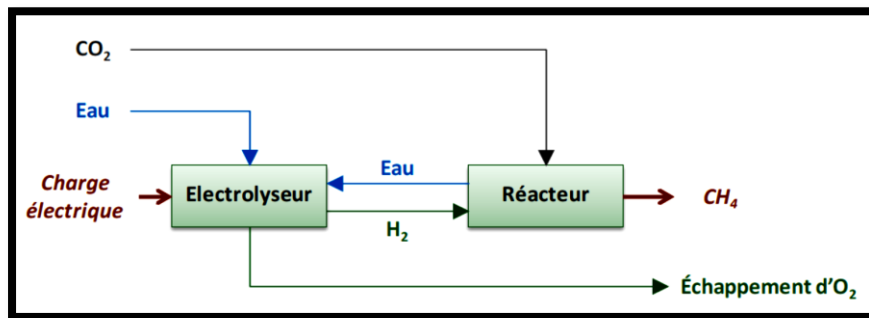 CO₂
Eau
Charge
électrique
Electrolyseur
Eau
H₂
Réacteur
CH₄
Échappement d’O₂